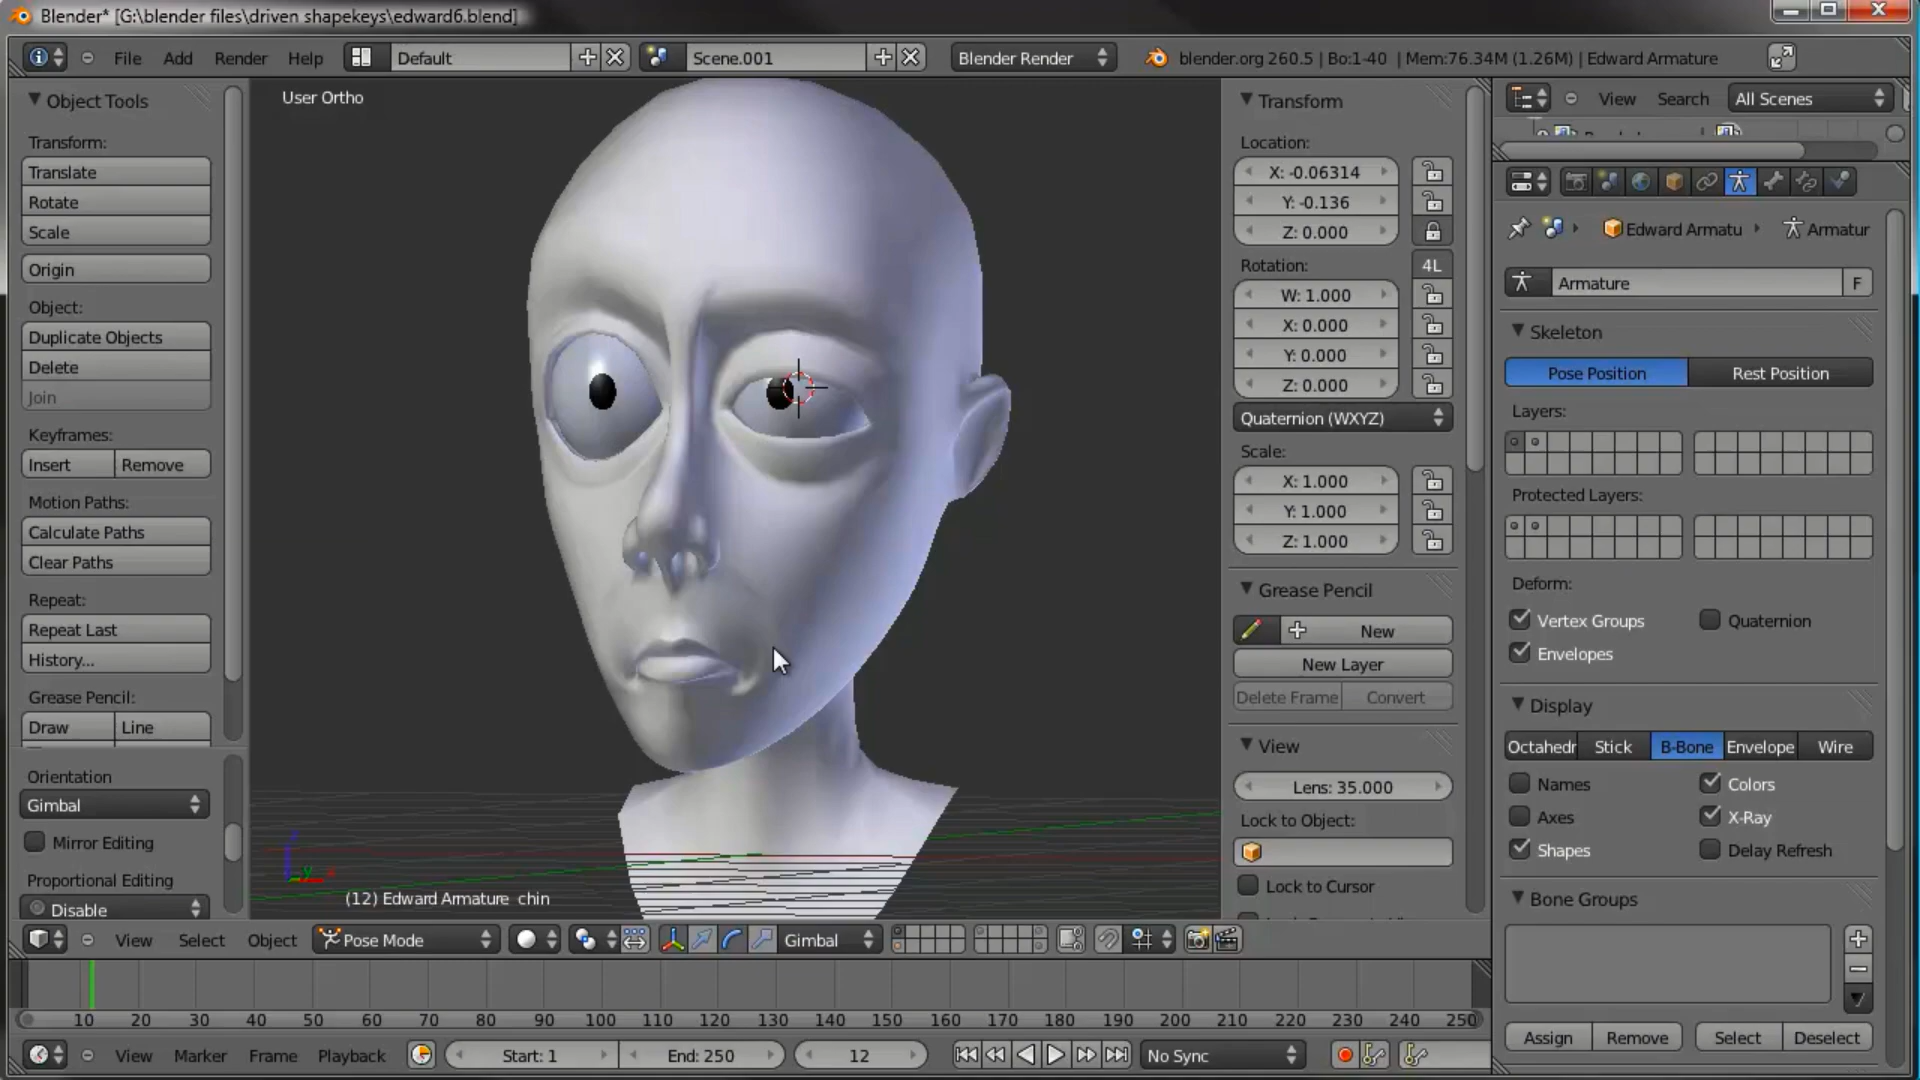 Blender* [G:\blender files\driven shapekeys\edward6.blend]
File Add Render Help Default Scene.001 Blender Render blender.org 260.5 | Bo:1-40 | Mem:76.34M (1.26M) | Edward Armature
Object Tools
Transform:
Translate
Rotate
Scale
Origin
Object:
Duplicate Objects
Delete
Join
Keyframes:
Insert Remove
Motion Paths:
Calculate Paths
Clear Paths
Repeat:
Repeat Last
History...
Grease Pencil:
Draw Line
Orientation
Gimbal
Mirror Editing
Proportional Editing
Disable
User Ortho
y
(12) Edward Armature chin
Transform
Location:
X: -0.06314
Y: -0.136
Z: 0.000
Rotation: 4L
W: 1.000
X: 0.000
Y: 0.000
Z: 0.000
Quaternion (WXYZ)
Scale:
X: 1.000
Y: 1.000
Z: 1.000
Grease Pencil
New
New Layer
Delete Frame Convert
View
Lens: 35.000
Lock to Object:
Lock to Cursor
View Search All Scenes
Edward Armatu Armatur
Armature F
Skeleton
Pose Position Rest Position
Layers:
Protected Layers:
Deform:
Vertex Groups Quaternion
Envelopes
Display
Octahedr Stick B-Bone Envelope Wire
Names Colors
Axes X-Ray
Shapes Delay Refresh
Bone Groups
Assign Remove Select Deselect
View Select Object Pose Mode Gimbal
10 20 30 40 50 60 70 80 90 100 110 120 130 140 150 160 170 180 190 200 210 220 230 240 250
View Marker Frame Playback Start: 1 End: 250 12 No Sync